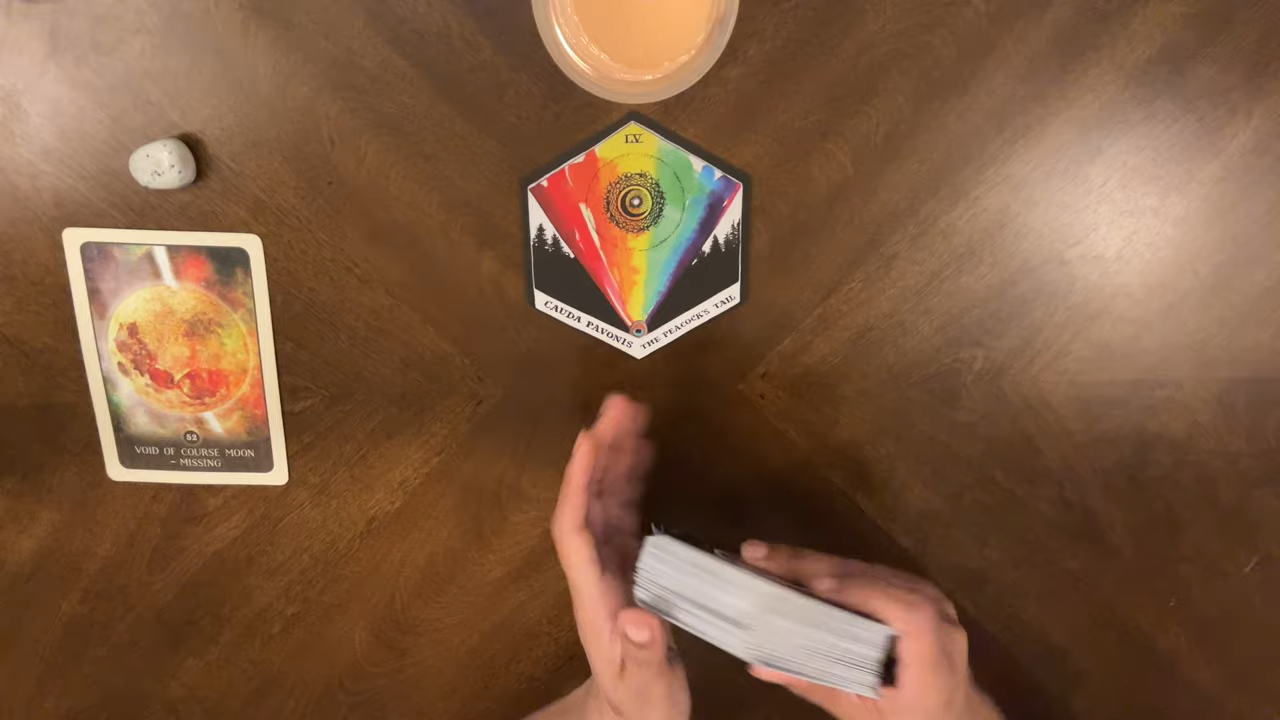 LV
CAUDA PAVONIS THE PEACOCK'S TAIL
52
VOID OF COURSE MOON
– MISSING